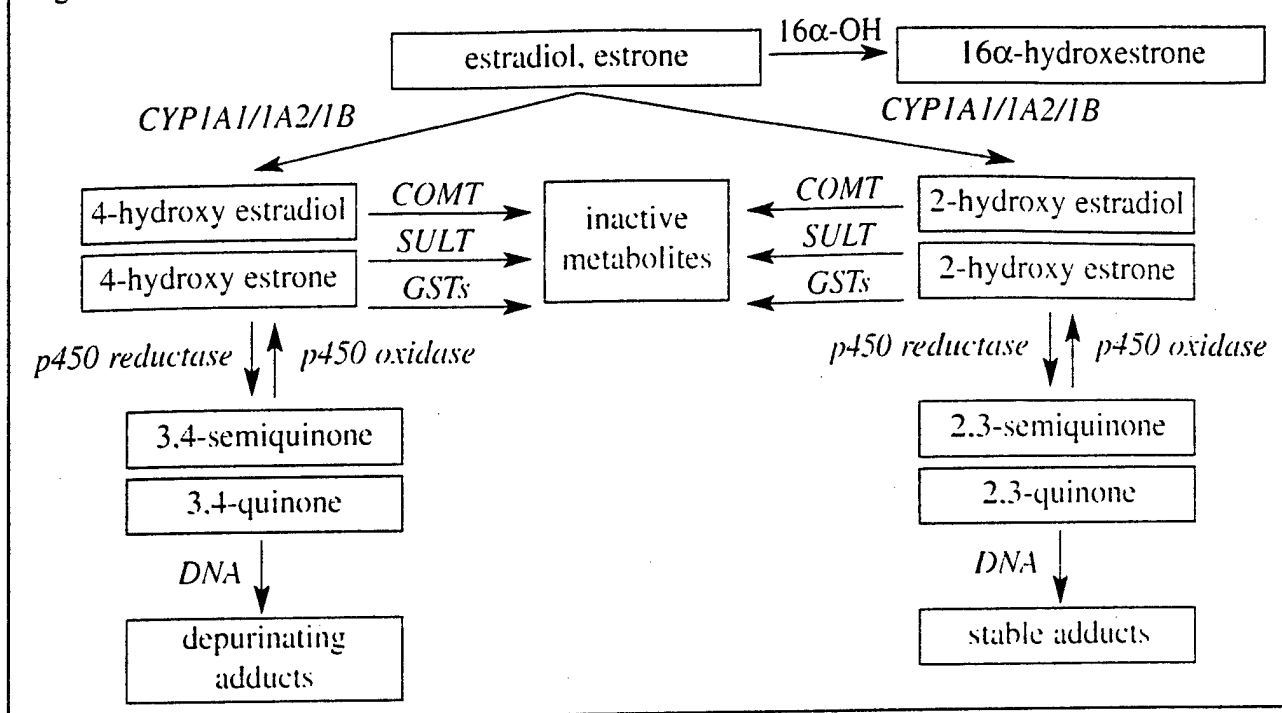 estradiol, estrone
16α-OH
16α-hydroxestrone
CYP1A1/1A2/1B
CYP1A1/1A2/1B
4-hydroxy estradiol
4-hydroxy estrone
COMT
SULT
GSTs
inactive
metabolites
COMT
SULT
GSTs
2-hydroxy estradiol
2-hydroxy estrone
p450 reductase
p450 oxidase
p450 reductase
p450 oxidase
3,4-semiquinone
3,4-quinone
2,3-semiquinone
2,3-quinone
DNA
DNA
depurinating
adducts
stable adducts